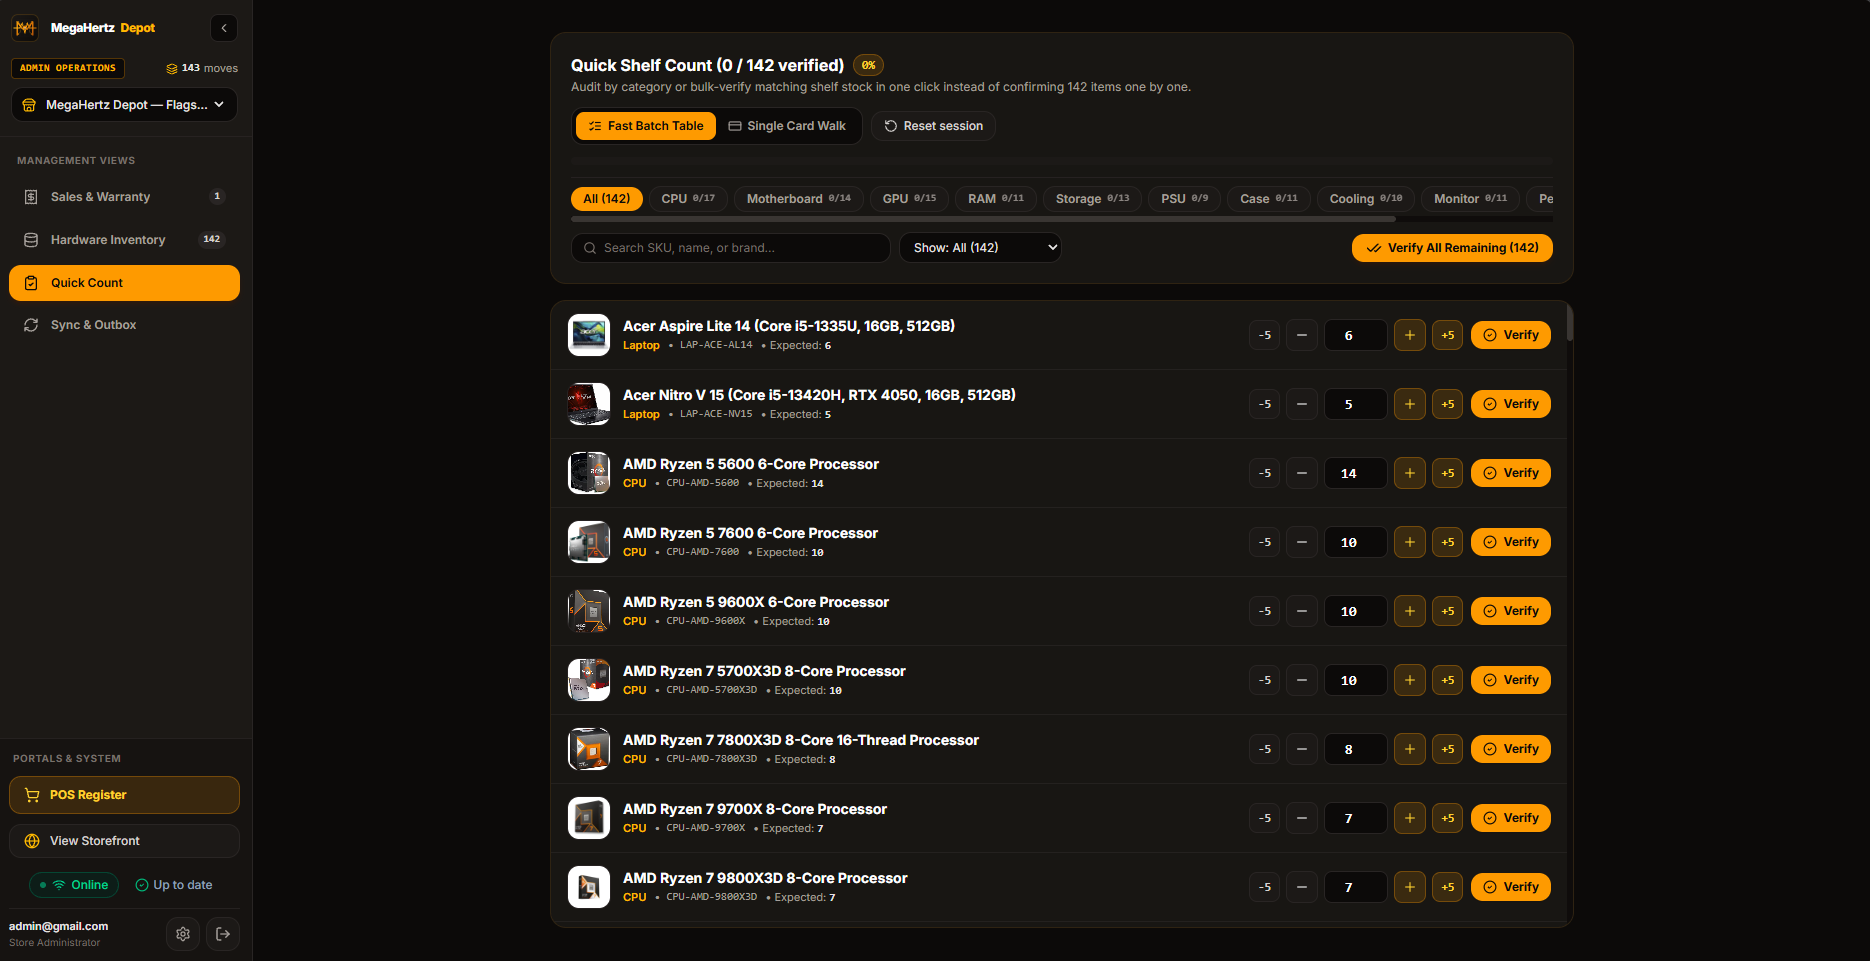 MegaHertz Depot
ADMIN OPERATIONS
143 moves
MegaHertz Depot — Flags...
MANAGEMENT VIEWS
Sales & Warranty 1
Hardware Inventory 142
Quick Count
Sync & Outbox
PORTALS & SYSTEM
POS Register
View Storefront
Online
Up to date
admin@gmail.com
Store Administrator
Quick Shelf Count (0 / 142 verified) 0%
Audit by category or bulk-verify matching shelf stock in one click instead of confirming 142 items one by one.
Fast Batch Table
Single Card Walk
Reset session
All (142)
CPU 0/17
Motherboard 0/14
GPU 0/15
RAM 0/11
Storage 0/13
PSU 0/9
Case 0/11
Cooling 0/10
Monitor 0/11
Pe
Search SKU, name, or brand...
Show: All (142)
Verify All Remaining (142)
Acer Aspire Lite 14 (Core i5-1335U, 16GB, 512GB)
Laptop • LAP-ACE-AL14 • Expected: 6
-5 − 6 + +5 Verify
Acer Nitro V 15 (Core i5-13420H, RTX 4050, 16GB, 512GB)
Laptop • LAP-ACE-NV15 • Expected: 5
-5 − 5 + +5 Verify
AMD Ryzen 5 5600 6-Core Processor
CPU • CPU-AMD-5600 • Expected: 14
-5 − 14 + +5 Verify
AMD Ryzen 5 7600 6-Core Processor
CPU • CPU-AMD-7600 • Expected: 10
-5 − 10 + +5 Verify
AMD Ryzen 5 9600X 6-Core Processor
CPU • CPU-AMD-9600X • Expected: 10
-5 − 10 + +5 Verify
AMD Ryzen 7 5700X3D 8-Core Processor
CPU • CPU-AMD-5700X3D • Expected: 10
-5 − 10 + +5 Verify
AMD Ryzen 7 7800X3D 8-Core 16-Thread Processor
CPU • CPU-AMD-7800X3D • Expected: 8
-5 − 8 + +5 Verify
AMD Ryzen 7 9700X 8-Core Processor
CPU • CPU-AMD-9700X • Expected: 7
-5 − 7 + +5 Verify
AMD Ryzen 7 9800X3D 8-Core Processor
CPU • CPU-AMD-9800X3D • Expected: 7
-5 − 7 + +5 Verify